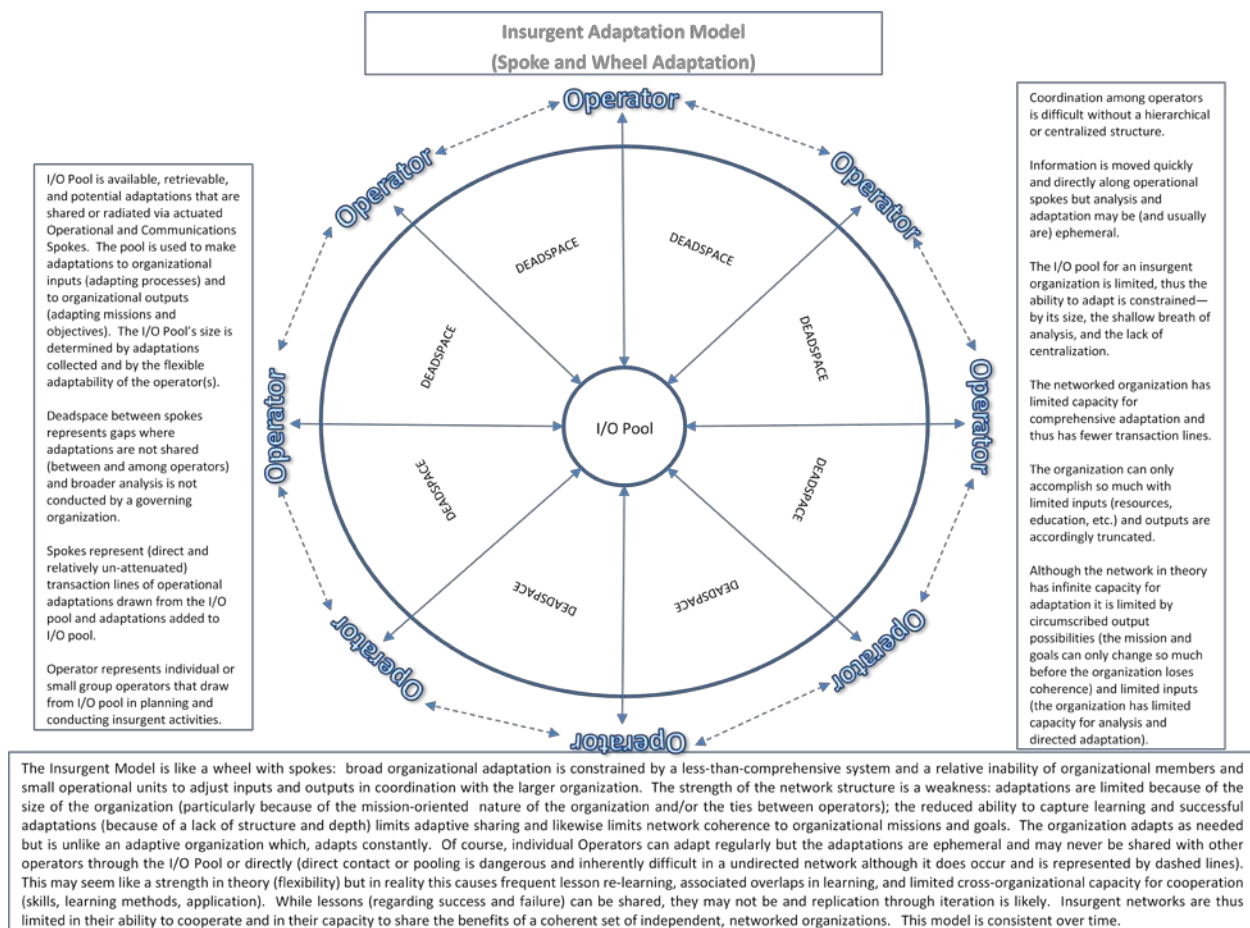 Insurgent Adaptation Model
(Spoke and Wheel Adaptation)
I/O Pool is available, retrievable,
and potential adaptations that are
shared or radiated via actuated
Operational and Communications
Spokes. The pool is used to make
adaptations to organizational
inputs (adapting processes) and
to organizational outputs
(adapting missions and
objectives). The I/O Pool's size is
determined by adaptations
collected and by the flexible
adaptability of the operator(s).
Deadspace between spokes
represents gaps where
adaptations are not shared
(between and among operators)
and broader analysis is not
conducted by a governing
organization.
Spokes represent (direct and
relatively un-attenuated)
transaction lines of operational
adaptations drawn from the I/O
pool and adaptations added to
I/O pool.
Operator represents individual or
small group operators that draw
from I/O pool in planning and
conducting insurgent activities.
Operator
Operator
Operator
Operator
Operator
Operator
Operator
Operator
DEADSPACE
DEADSPACE
DEADSPACE
DEADSPACE
DEADSPACE
DEADSPACE
DEADSPACE
DEADSPACE
I/O Pool
Coordination among operators
is difficult without a hierarchical
or centralized structure.
Information is moved quickly
and directly along operational
spokes but analysis and
adaptation may be (and usually
are) ephemeral.
The I/O pool for an insurgent
organization is limited, thus the
ability to adapt is constrained—
by its size, the shallow breath of
analysis, and the lack of
centralization.
The networked organization has
limited capacity for
comprehensive adaptation and
thus has fewer transaction lines.
The organization can only
accomplish so much with
limited inputs (resources,
education, etc.) and outputs are
accordingly truncated.
Although the network in theory
has infinite capacity for
adaptation it is limited by
circumscribed output
possibilities (the mission and
goals can only change so much
before the organization loses
coherence) and limited inputs
(the organization has limited
capacity for analysis and
directed adaptation).
The Insurgent Model is like a wheel with spokes: broad organizational adaptation is constrained by a less-than-comprehensive system and a relative inability of organizational members and
small operational units to adjust inputs and outputs in coordination with the larger organization. The strength of the network structure is a weakness: adaptations are limited because of the
size of the organization (particularly because of the mission-oriented nature of the organization and/or the ties between operators); the reduced ability to capture learning and successful
adaptations (because of a lack of structure and depth) limits adaptive sharing and likewise limits network coherence to organizational missions and goals. The organization adapts as needed
but is unlike an adaptive organization which, adapts constantly. Of course, individual Operators can adapt regularly but the adaptations are ephemeral and may never be shared with other
operators through the I/O Pool or directly (direct contact or pooling is dangerous and inherently difficult in a undirected network although it does occur and is represented by dashed lines).
This may seem like a strength in theory (flexibility) but in reality this causes frequent lesson re-learning, associated overlaps in learning, and limited cross-organizational capacity for cooperation
(skills, learning methods, application). While lessons (regarding success and failure) can be shared, they may not be and replication through iteration is likely. Insurgent networks are thus
limited in their ability to cooperate and in their capacity to share the benefits of a coherent set of independent, networked organizations. This model is consistent over time.